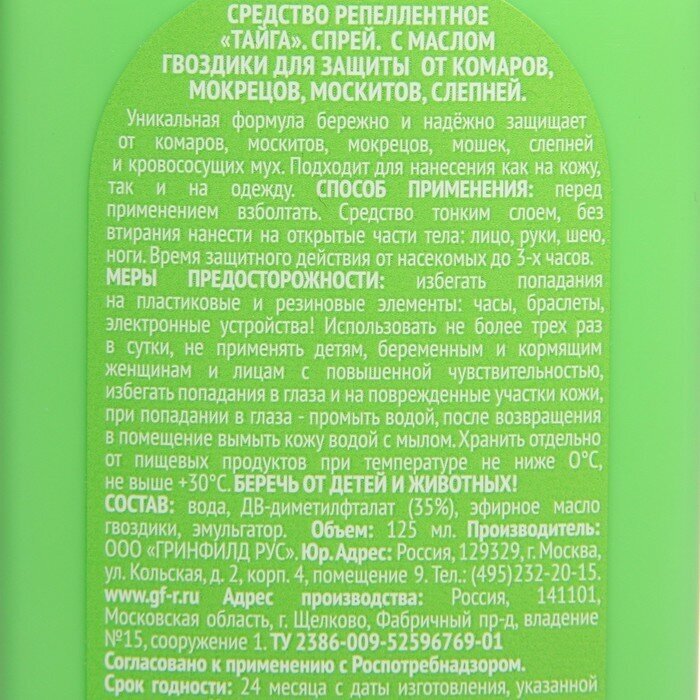 СРЕДСТВО РЕПЕЛЛЕНТНОЕ
«ТАЙГА». СПРЕЙ. С МАСЛОМ
ГВОЗДИКИ ДЛЯ ЗАЩИТЫ ОТ КОМАРОВ,
МОКРЕЦОВ, МОСКИТОВ, СЛЕПНЕЙ.
Уникальная формула бережно и надёжно защищает
от комаров, москитов, мокрецов, мошек, слепней
и кровососущих мух. Подходит для нанесения как на кожу,
так и на одежду. СПОСОБ ПРИМЕНЕНИЯ: перед
применением взболтать. Средство тонким слоем, без
втирания нанести на открытые части тела: лицо, руки, шею,
ноги. Время защитного действия от насекомых до 3-х часов.
МЕРЫ ПРЕДОСТОРОЖНОСТИ: избегать попадания
на пластиковые и резиновые элементы: часы, браслеты,
электронные устройства! Использовать не более трех раз
в сутки, не применять детям, беременным и кормящим
женщинам и лицам с повышенной чувствительностью,
избегать попадания в глаза и на поврежденные участки кожи,
при попадании в глаза - промыть водой, после возвращения
в помещение вымыть кожу водой с мылом. Хранить отдельно
от пищевых продуктов при температуре не ниже 0°С,
не выше +30°С. БЕРЕЧЬ ОТ ДЕТЕЙ И ЖИВОТНЫХ!
СОСТАВ: вода, ДВ-диметилфталат (35%), эфирное масло
гвоздики, эмульгатор. Объем: 125 мл. Производитель:
ООО «ГРИНФИЛД РУС». Юр. Адрес: Россия, 129329, г. Москва,
ул. Кольская, д. 2, корп. 4, помещение 9. Тел.: (495)232-20-15.
www.gf-r.ru Адрес производства: Россия, 141101,
Московская область, г. Щелково, Фабричный пр-д, владение
№15, сооружение 1. ТУ 2386-009-52596769-01
Согласовано к применению с Роспотребнадзором.
Срок годности: 24 месяца с даты изготовления, указанной